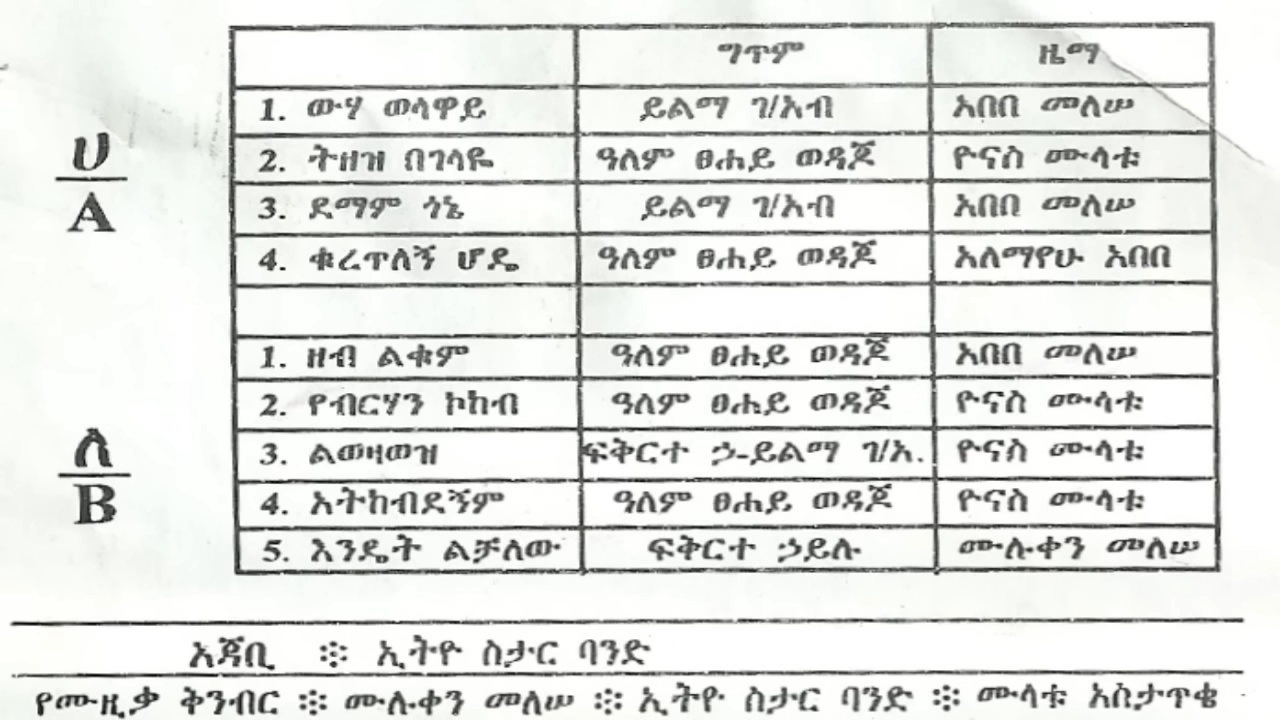 ግጥም ዜማ
ሀ
A
1. ውሃ ወላዋይ ይልማ ገ/አብ አበበ መለሠ
2. ትዘዝ በገላዬ ዓለም ፀሐይ ወዳጆ ዮናስ ሙላቱ
3. ደማም ጎኔ ይልማ ገ/አብ አበበ መለሠ
4. ቁረጥለኝ ሆዴ ዓለም ፀሐይ ወዳጆ አለማየሁ አበበ
ለ
B
1. ዘብ ልቁም ዓለም ፀሐይ ወዳጆ አበበ መለሠ
2. የብርሃን ኮከብ ዓለም ፀሐይ ወዳጆ ዮናስ ሙላቱ
3. ልወዛወዝ ፍቅርተ ኃ-ይልማ ገ/አ. ዮናስ ሙላቱ
4. አትከብደኝም ዓለም ፀሐይ ወዳጆ ዮናስ ሙላቱ
5. እንዴት ልቻለው ፍቅርተ ኃይሉ ሙሉቀን መለሠ
አጃቢ ፨ ኢትዮ ስታር ባንድ
የሙዚቃ ቅንብር ፨ ሙሉቀን መለሠ ፨ ኢትዮ ስታር ባንድ ፨ ሙላቱ አስታጥቄ